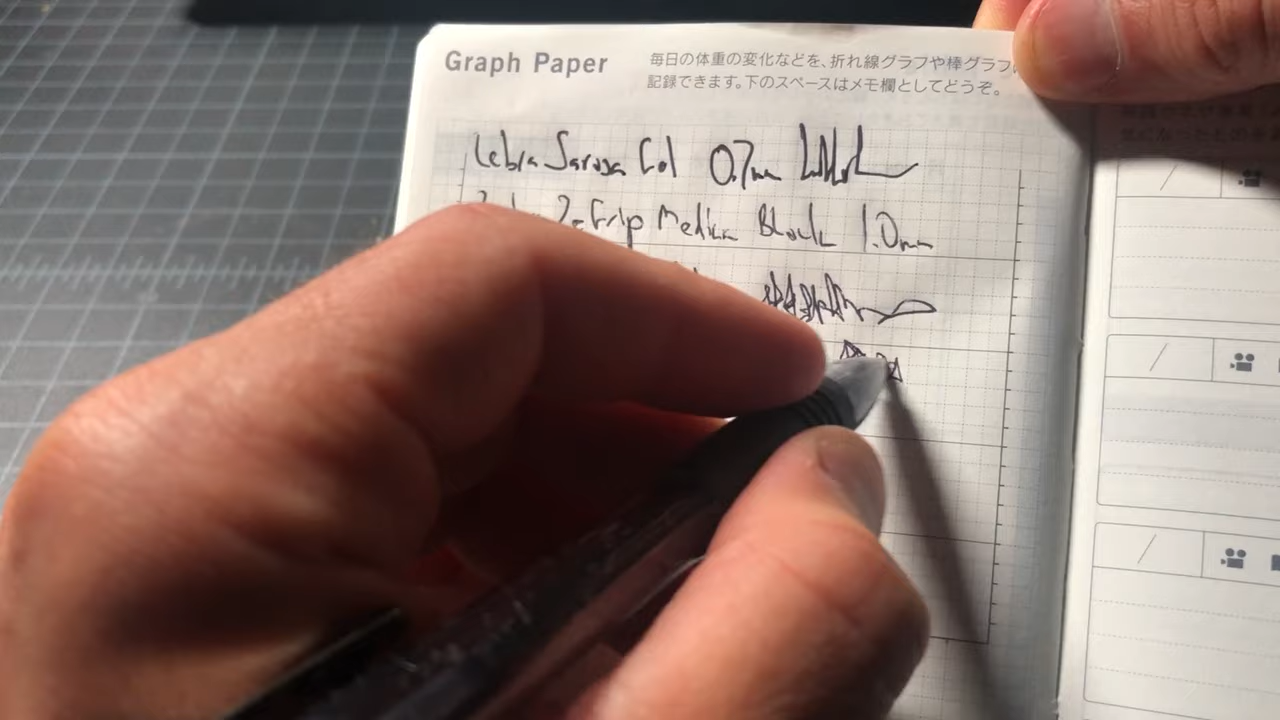 Graph Paper
毎日の体重の変化などを、折れ線グラフや棒グラフ
記録できます。下のスペースはメモ欄としてどうぞ。
Zebra Sarasa Gel 0.7mm
Z-Grip Medium Black 1.0mm